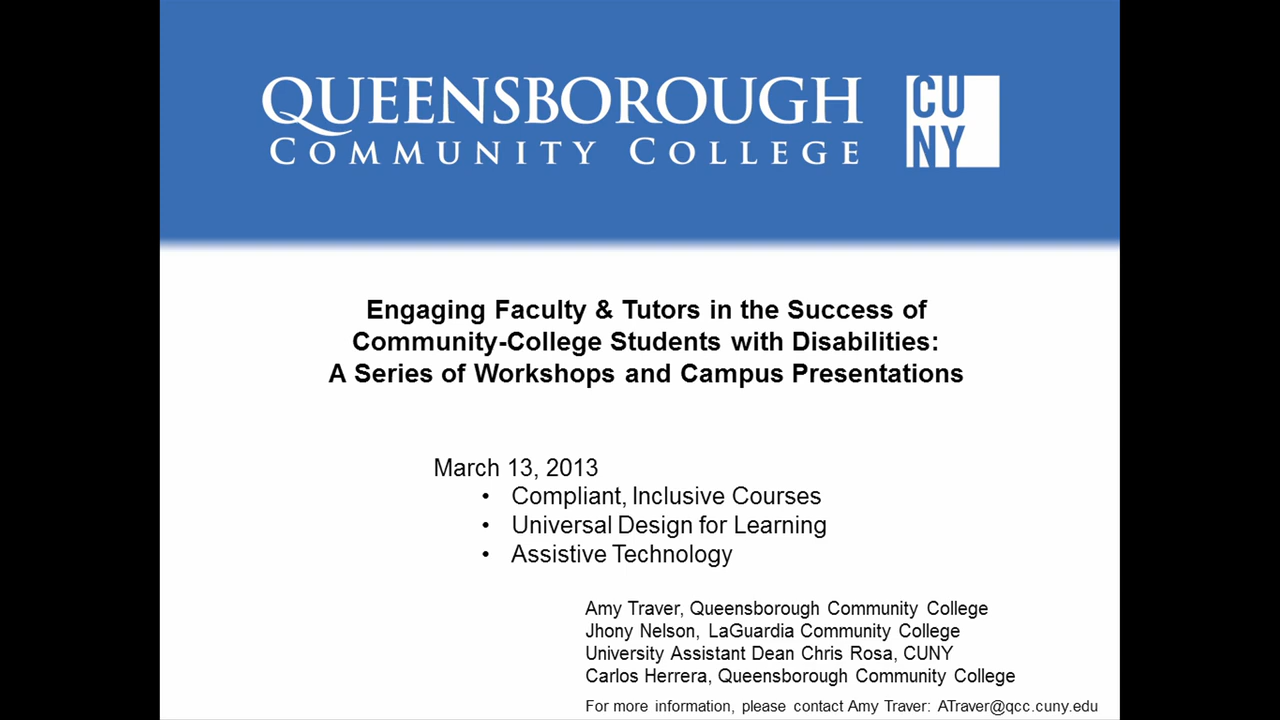 QUEENSBOROUGH
COMMUNITY COLLEGE
CU
NY
Engaging Faculty & Tutors in the Success of
Community-College Students with Disabilities:
A Series of Workshops and Campus Presentations
March 13, 2013
• Compliant, Inclusive Courses
• Universal Design for Learning
• Assistive Technology
Amy Traver, Queensborough Community College
Jhony Nelson, LaGuardia Community College
University Assistant Dean Chris Rosa, CUNY
Carlos Herrera, Queensborough Community College
For more information, please contact Amy Traver: ATraver@qcc.cuny.edu